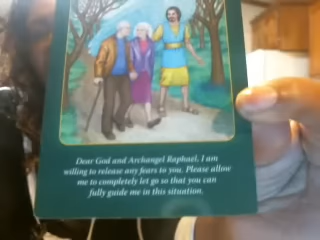 Dear God and Archangel Raphael, I am
willing to release any fears to you. Please allow
me to completely let go so that you can
fully guide me in this situation.